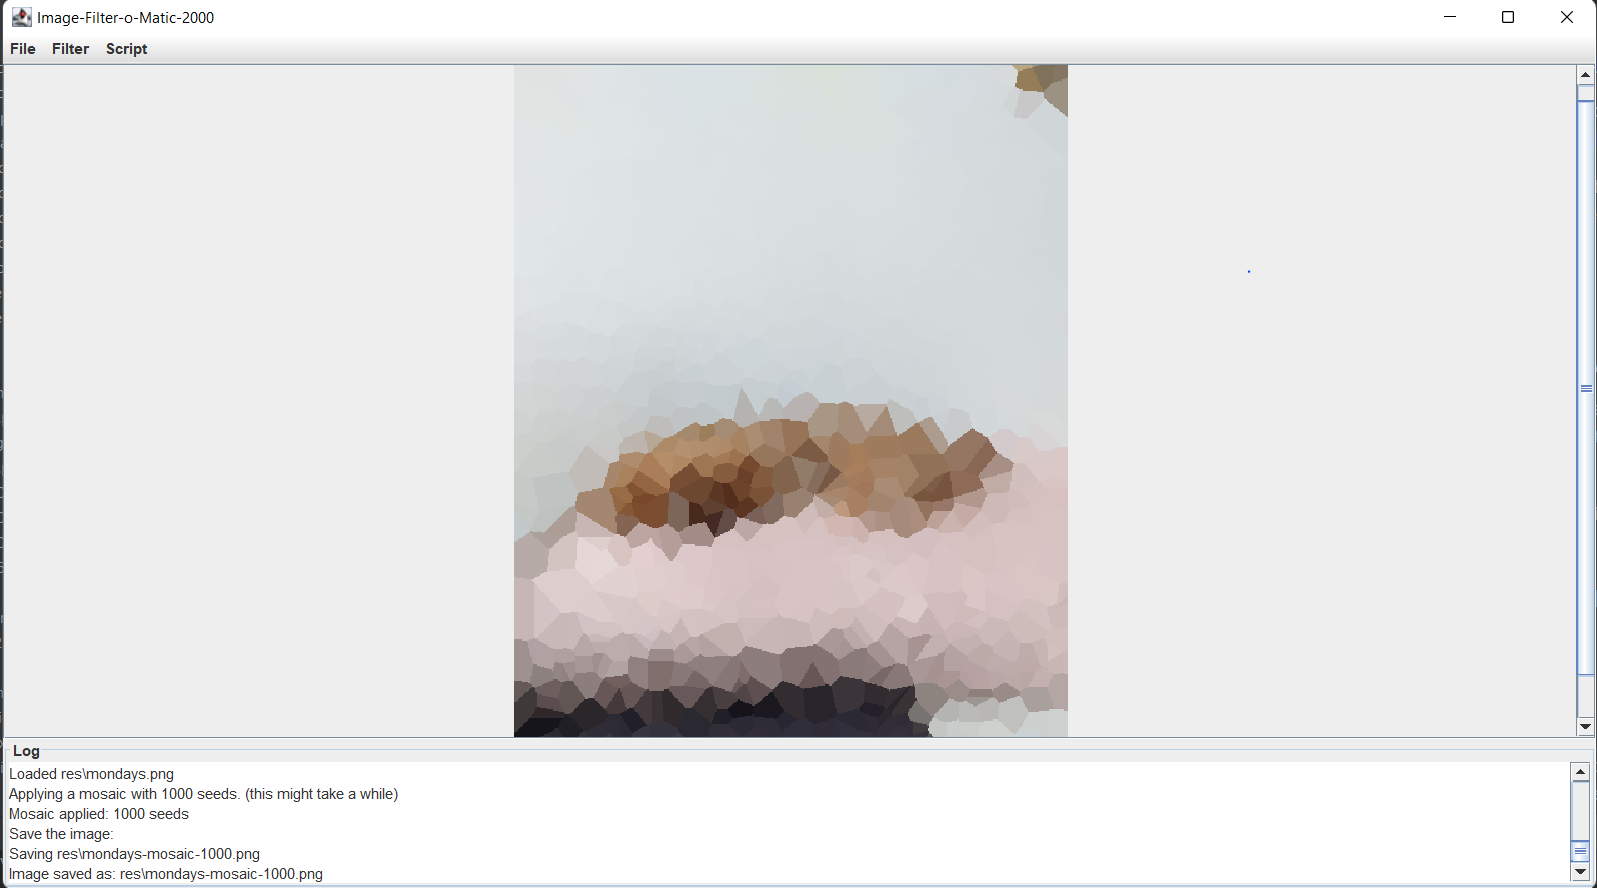 Image-Filter-o-Matic-2000
File Filter Script
Log
Loaded res\mondays.png
Applying a mosaic with 1000 seeds. (this might take a while)
Mosaic applied: 1000 seeds
Save the image:
Saving res\mondays-mosaic-1000.png
Image saved as: res\mondays-mosaic-1000.png